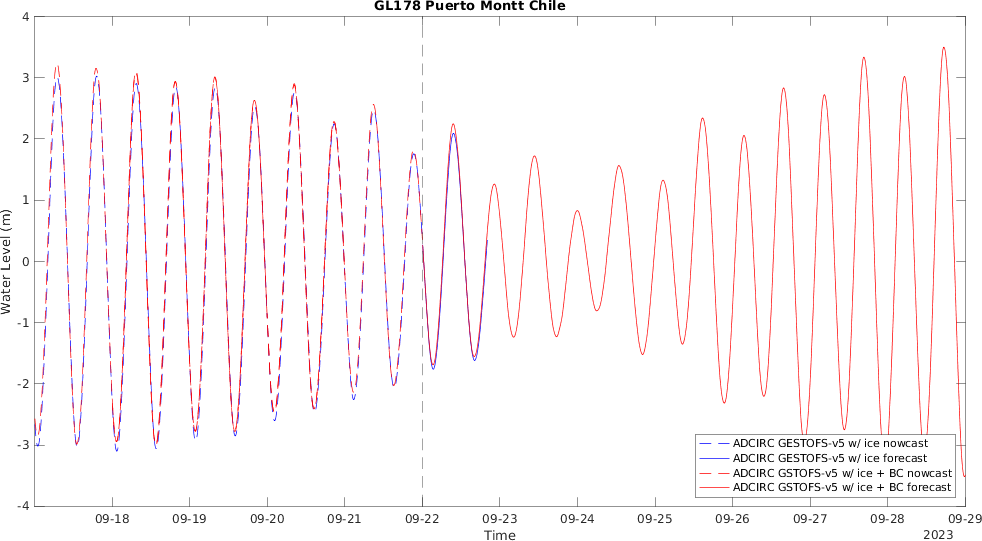 GL178 Puerto Montt Chile
4
3
2
1
0
-1
-2
-3
-4
Water Level (m)
ADCIRC GESTOFS-v5 w/ ice nowcast
ADCIRC GESTOFS-v5 w/ ice forecast
ADCIRC GSTOFS-v5 w/ ice + BC nowcast
ADCIRC GSTOFS-v5 w/ ice + BC forecast
09-18 09-19 09-20 09-21 09-22 09-23 09-24 09-25 09-26 09-27 09-28 09-29
Time
2023